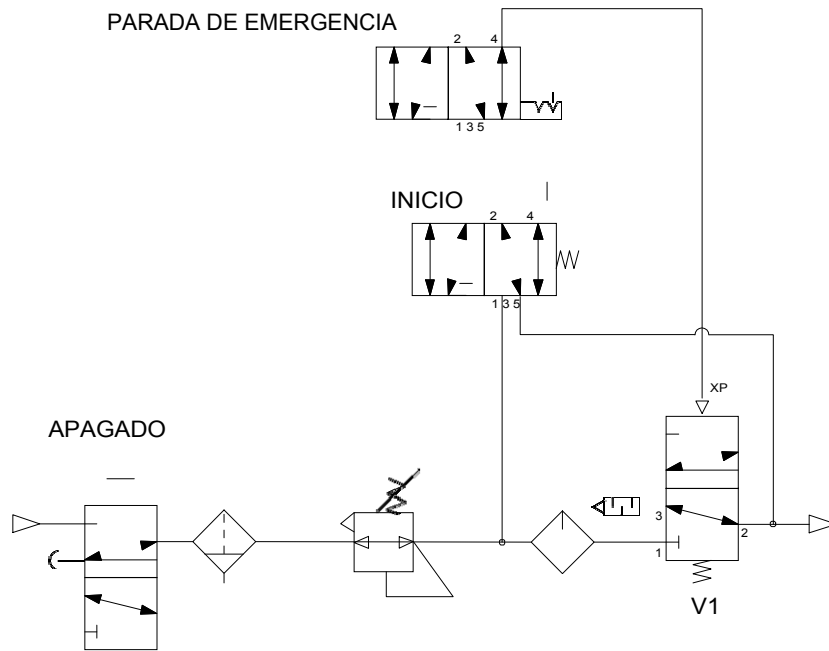 PARADA DE EMERGENCIA
2 4
1 3 5
INICIO
2 4
1 3 5
XP
APAGADO
3
2
1
V1